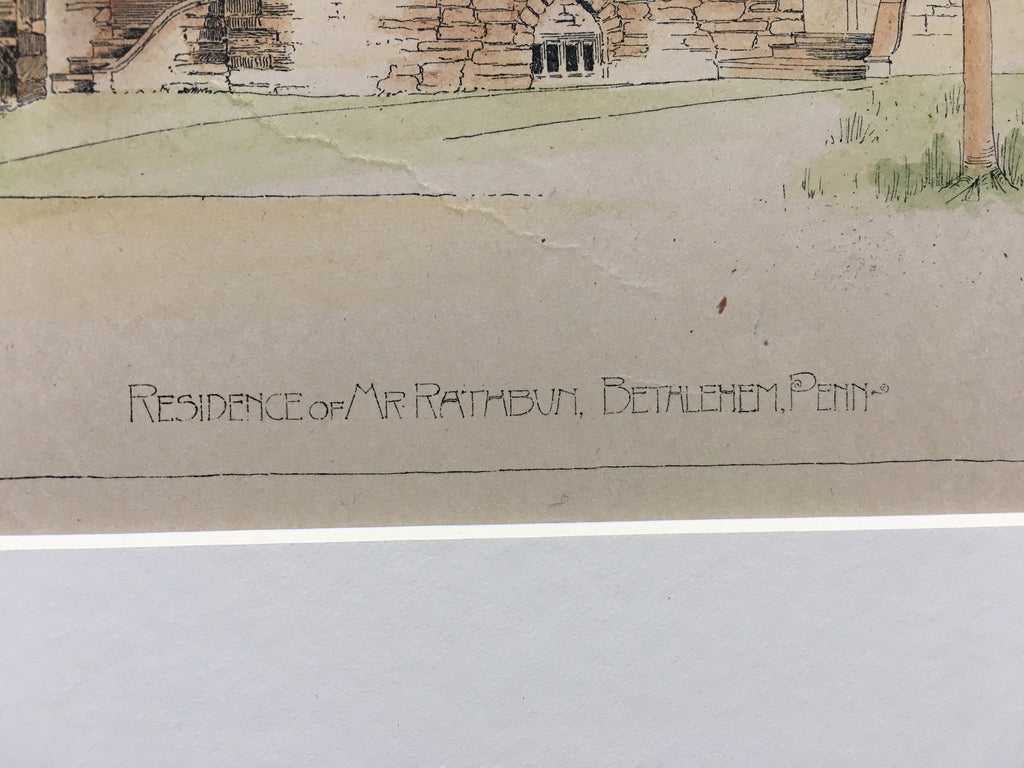 RESIDENCE OF MR. RATHBUN, BETHLEHEM, PENN~